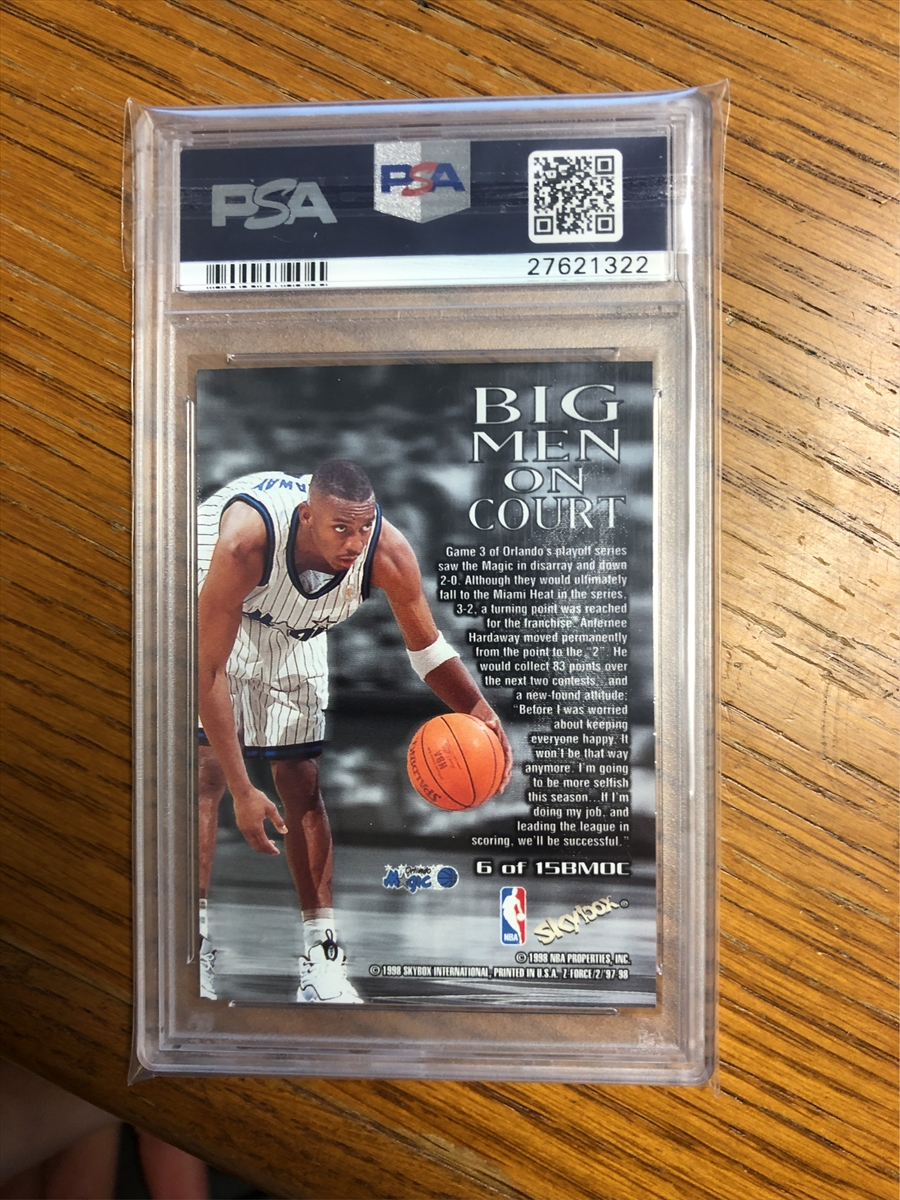 PSA
PSA
27621322
BIG
MEN
ON
COURT
Game 3 of Orlando's playoff series
saw the Magic in disarray and down
2-0. Although they would ultimately
fall to the Miami Heat in the series,
3-2, a turning point was reached
for the franchise. Anfernee
Hardaway moved permanently
from the point to the "2". He
would collect 83 points over
the next two contests...and
a new-found attitude.
"Before I was worried
about keeping
everyone happy. It
won't be that way
anymore. I'm going
to be more selfish
this season...If I'm
doing my job, and
leading the league in
scoring, we'll be successful."
6 of 15BMOC
Orlando
Magic
NBA
SkyBox
© 1998 NBA PROPERTIES, INC.
© 1998 SKYBOX INTERNATIONAL, PRINTED IN U.S.A. Z FORCE/2/'97 98
AWAY
SPALDING
NBA